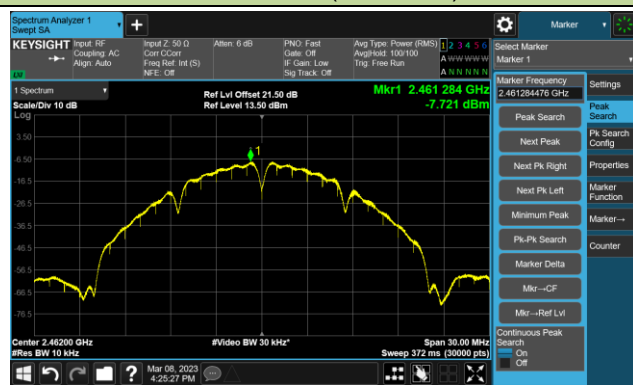 Spectrum Analyzer 1
Swept SA
+
Marker
KEYSIGHT
Input: RF
Coupling: AC
Align: Auto
Input Z: 50 Ω
Corr CCorr
Freq Ref: Int (S)
NFE: Off
Atten: 6 dB
PNO: Fast
Gate: Off
IF Gain: Low
Sig Track: Off
Avg Type: Power (RMS)
Avg|Hold: 100/100
Trig: Free Run
1 2 3 4 5 6
A W W W W W
A N N N N N
Select Marker
Marker 1
1 Spectrum
Scale/Div 10 dB
Log
Ref Lvl Offset 21.50 dB
Ref Level 13.50 dBm
Mkr1 2.461 284 GHz
-7.721 dBm
3.50
-6.50
-16.5
-26.5
-36.5
-46.5
-56.5
-66.5
-76.5
1
Center 2.46200 GHz
#Res BW 10 kHz
#Video BW 30 kHz*
Span 30.00 MHz
Sweep 372 ms (30000 pts)
Marker Frequency
2.461284476 GHz
Peak Search
Next Peak
Next Pk Right
Next Pk Left
Minimum Peak
Pk-Pk Search
Marker Delta
Mkr→CF
Mkr→Ref Lvl
Continuous Peak
Search
On
Off
Settings
Peak
Search
Pk Search
Config
Properties
Marker
Function
Marker→
Counter
?
Mar 08, 2023
4:25:27 PM